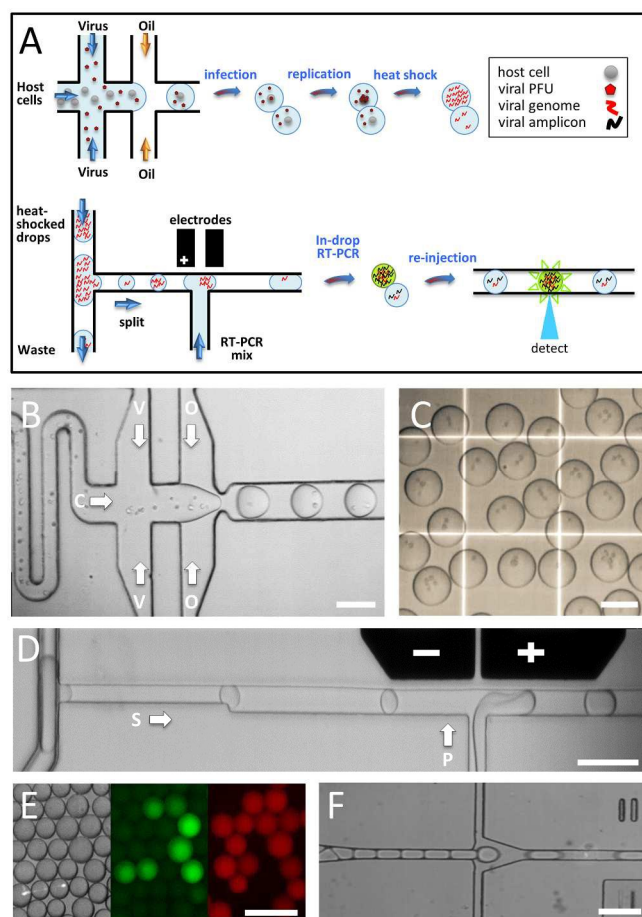 A
Virus
Oil
Host
cells
infection
replication
heat shock
host cell
viral PFU
viral genome
viral amplicon
Virus
Oil
heat-
shocked
drops
electrodes
+
In-drop
RT-PCR
re-injection
split
Waste
RT-PCR
mix
detect
B
V
O
C
V
O
C
D
−
+
S
P
E
F